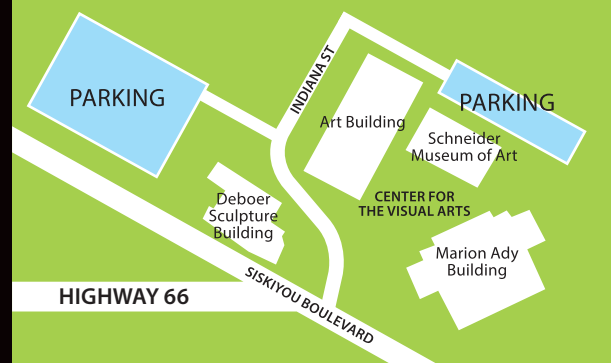 INDIANA ST
PARKING
PARKING
Art Building
Schneider
Museum of Art
CENTER FOR
THE VISUAL ARTS
Deboer
Sculpture
Building
Marion Ady
Building
HIGHWAY 66
SISKIYOU BOULEVARD